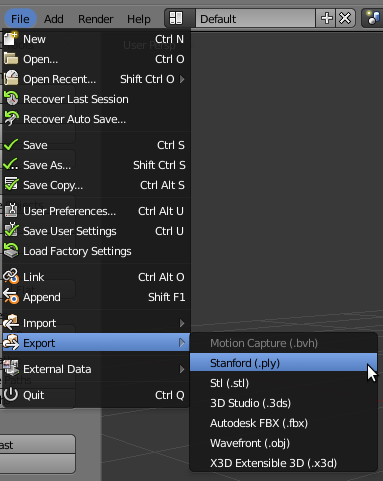 File Add Render Help Default
User Persp
New Ctrl N
Open... Ctrl O
Open Recent... Shift Ctrl O
Recover Last Session
Recover Auto Save...
Save Ctrl S
Save As... Shift Ctrl S
Save Copy... Ctrl Alt S
User Preferences... Ctrl Alt U
Save User Settings Ctrl U
Load Factory Settings
Link Ctrl Alt O
Append Shift F1
Import
Export
Motion Capture (.bvh)
Stanford (.ply)
External Data
Stl (.stl)
Quit Ctrl Q
3D Studio (.3ds)
Autodesk FBX (.fbx)
Wavefront (.obj)
ast
X3D Extensible 3D (.x3d)